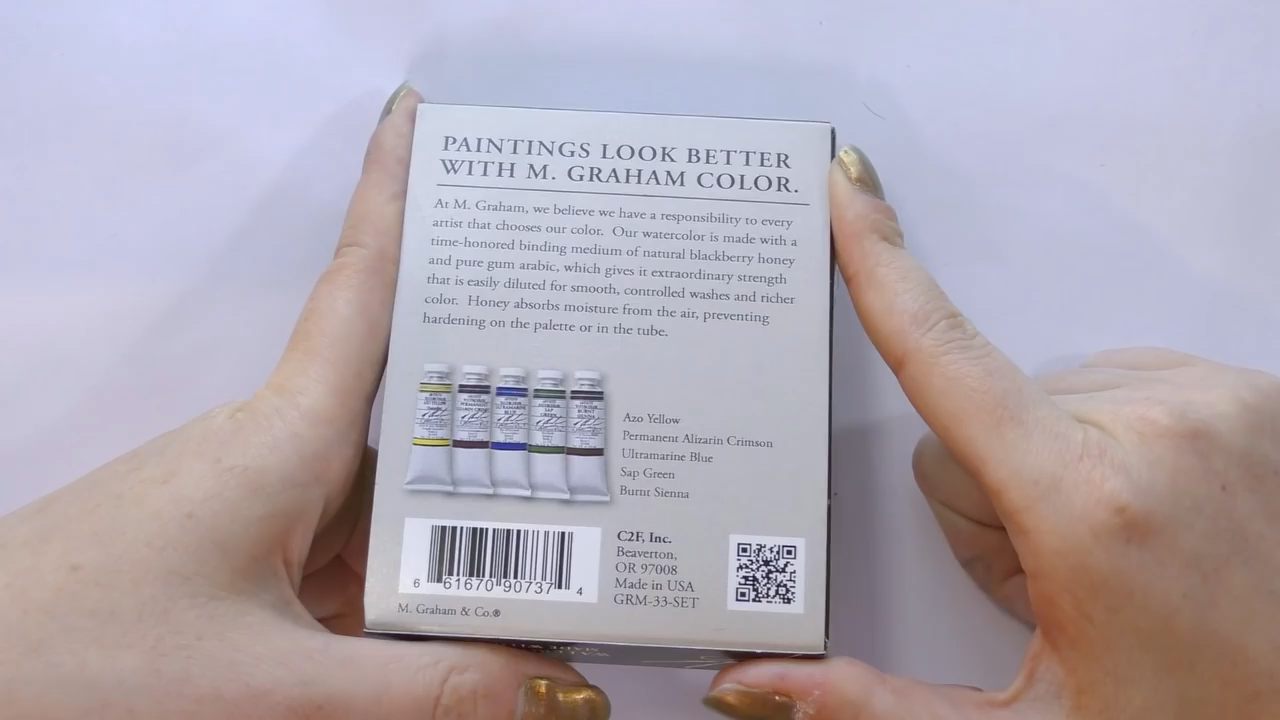 PAINTINGS LOOK BETTER
WITH M. GRAHAM COLOR.
At M. Graham, we believe we have a responsibility to every
artist that chooses our color. Our watercolor is made with a
time-honored binding medium of natural blackberry honey
and pure gum arabic, which gives it extraordinary strength
that is easily diluted for smooth, controlled washes and richer
color. Honey absorbs moisture from the air, preventing
hardening on the palette or in the tube.
Azo Yellow
Permanent Alizarin Crimson
Ultramarine Blue
Sap Green
Burnt Sienna
6 61670 90737 4
M. Graham & Co.®
C2F, Inc.
Beaverton,
OR 97008
Made in USA
GRM-33-SET